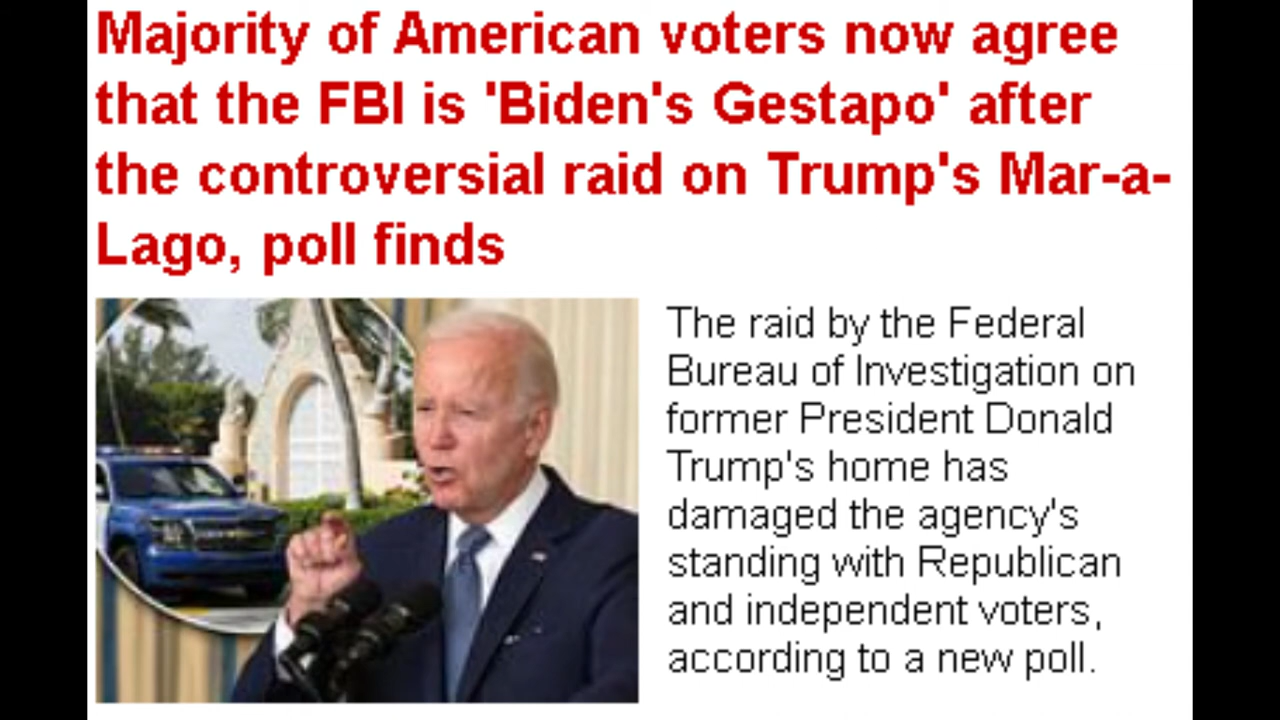 Majority of American voters now agree
that the FBI is 'Biden's Gestapo' after
the controversial raid on Trump's Mar-a-
Lago, poll finds
The raid by the Federal
Bureau of Investigation on
former President Donald
Trump's home has
damaged the agency's
standing with Republican
and independent voters,
according to a new poll.